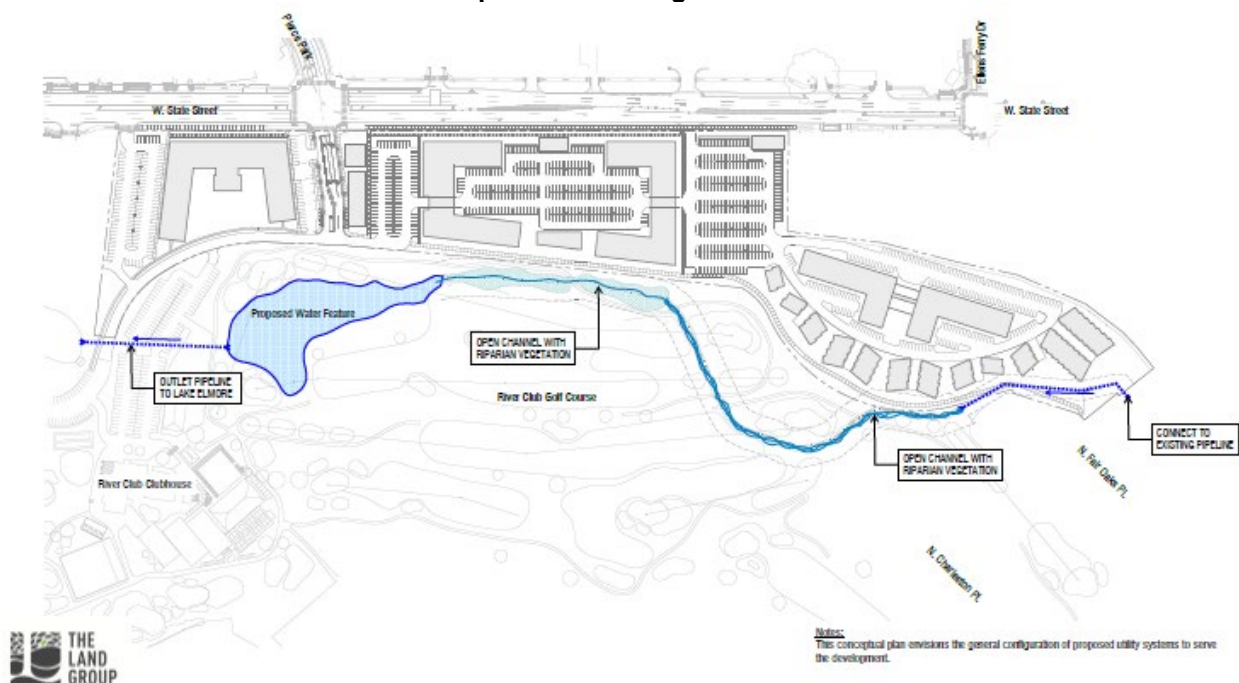 Pierce Park
Ellens Ferry Dr
W. State Street
W. State Street
Proposed Water Feature
OPEN CHANNEL WITH
RIPARIAN VEGETATION
OUTLET PIPELINE
TO LAKE ELMORE
River Club Golf Course
CONNECT TO
EXISTING PIPELINE
OPEN CHANNEL WITH
RIPARIAN VEGETATION
N. Fair Oaks Pl.
River Club Clubhouse
N. Charleston Pl.
THE
LAND
GROUP
Notes:
This conceptual plan envisions the general configuration of proposed utility systems to serve
the development.